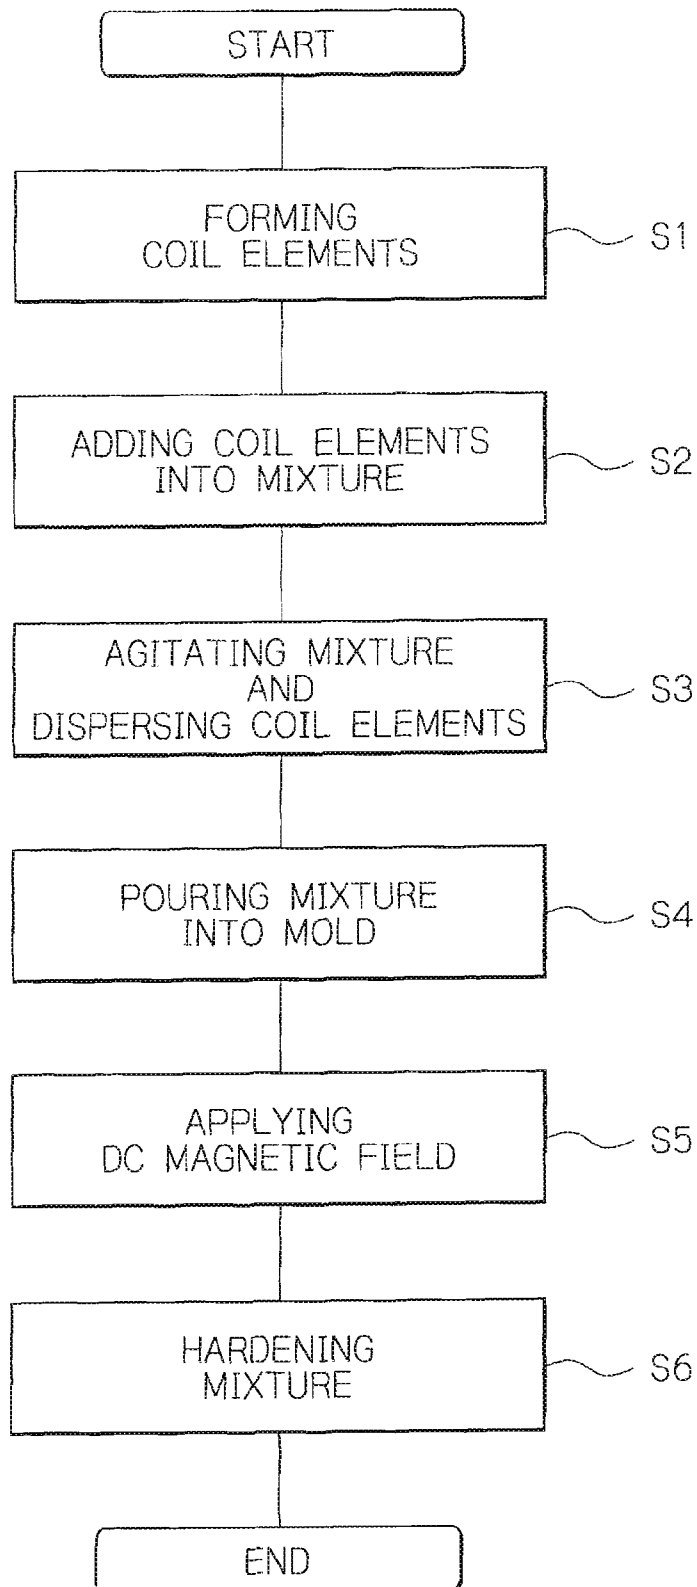 START
FORMING
COIL ELEMENTS
S1
ADDING COIL ELEMENTS
INTO MIXTURE
S2
AGITATING MIXTURE
AND
DISPERSING COIL ELEMENTS
S3
POURING MIXTURE
INTO MOLD
S4
APPLYING
DC MAGNETIC FIELD
S5
HARDENING
MIXTURE
S6
END